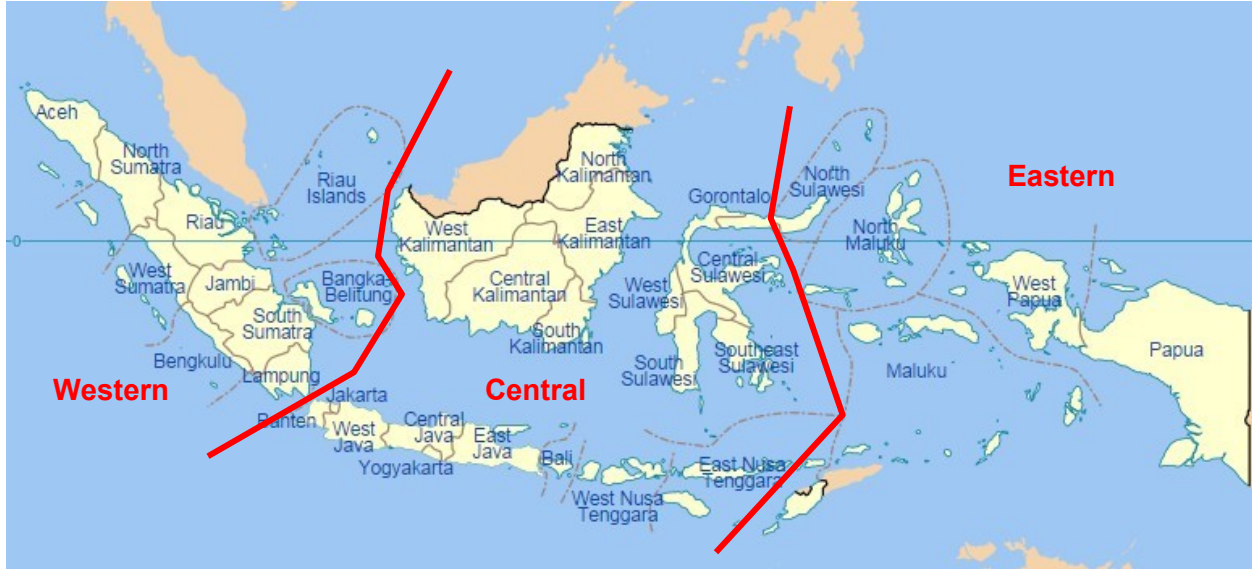 Aceh
North
Sumatra
Riau
Islands
Riau
0
West
Sumatra
Jambi
Bangka-
Belitung
South
Sumatra
Bengkulu
Lampung
Western
Banten
Jakarta
West
Java
Central
Java
Yogyakarta
East
Java
Bali
West Nusa
Tenggara
East Nusa
Tenggara
West
Kalimantan
Central
Kalimantan
North
Kalimantan
East
Kalimantan
South
Kalimantan
Central
Gorontalo
North
Sulawesi
Central
Sulawesi
West
Sulawesi
South
Sulawesi
Southeast
Sulawesi
Eastern
North
Maluku
Maluku
West
Papua
Papua